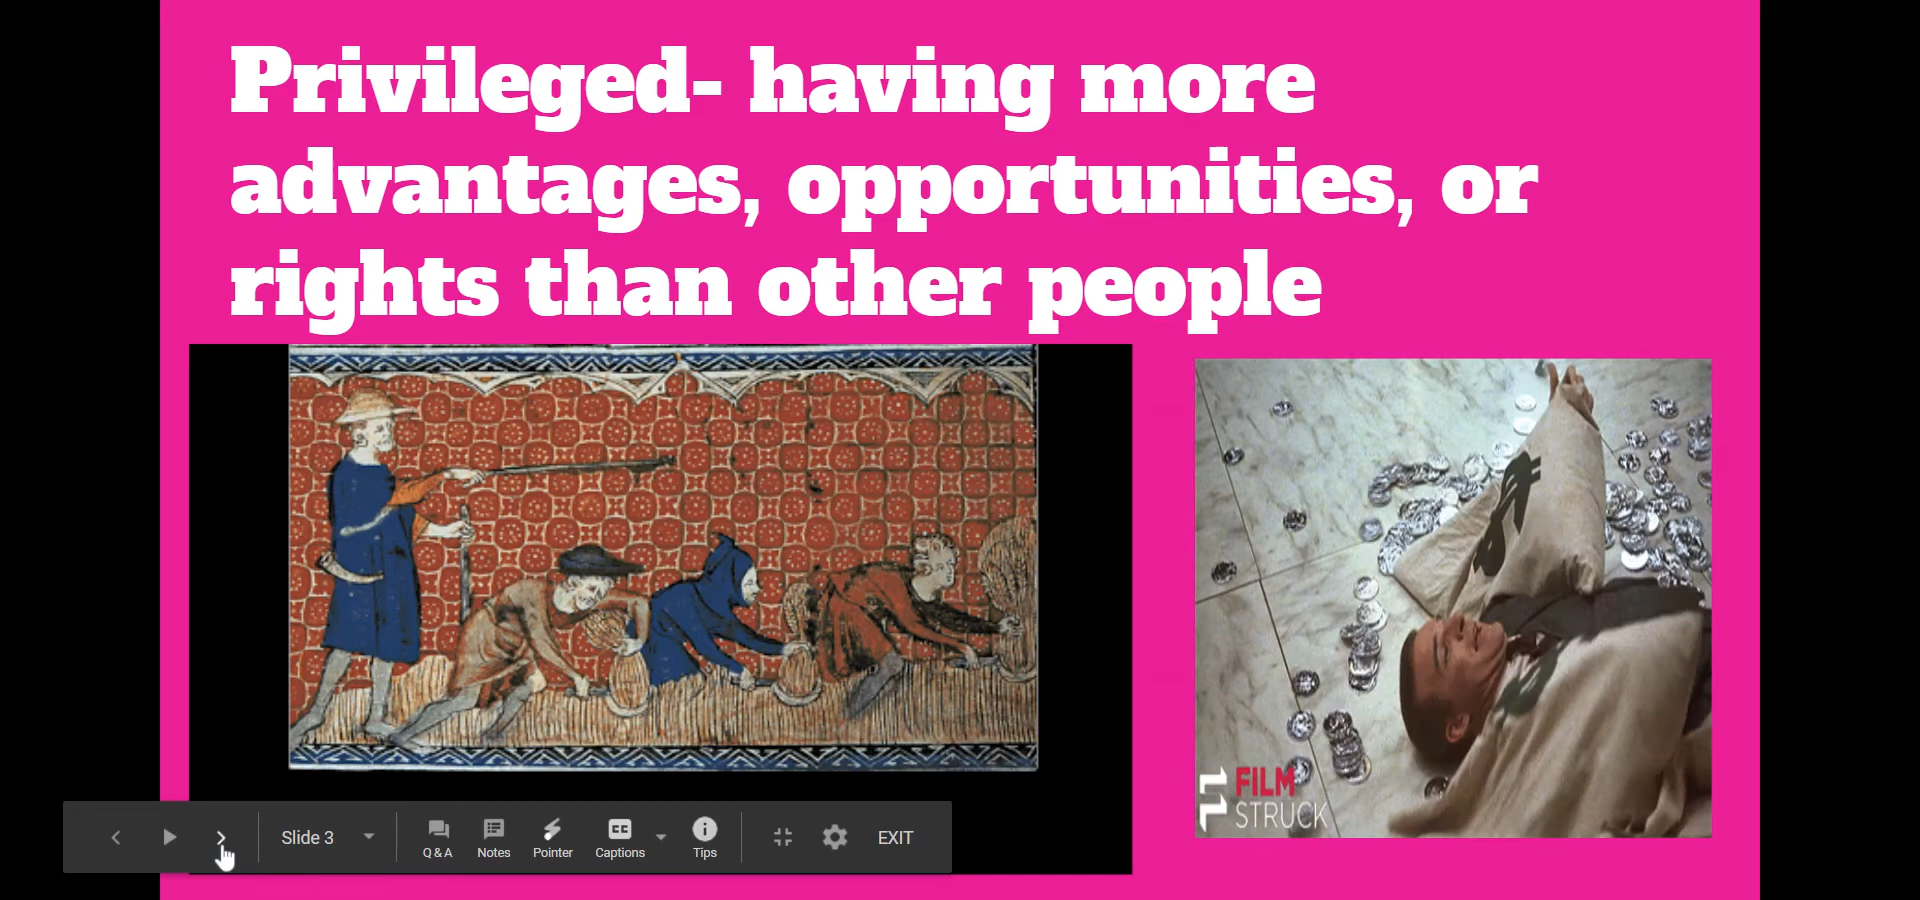 Privileged- having more
advantages, opportunities, or
rights than other people
FILM
STRUCK
Slide 3
Q & A
Notes
Pointer
CC
Captions
Tips
EXIT